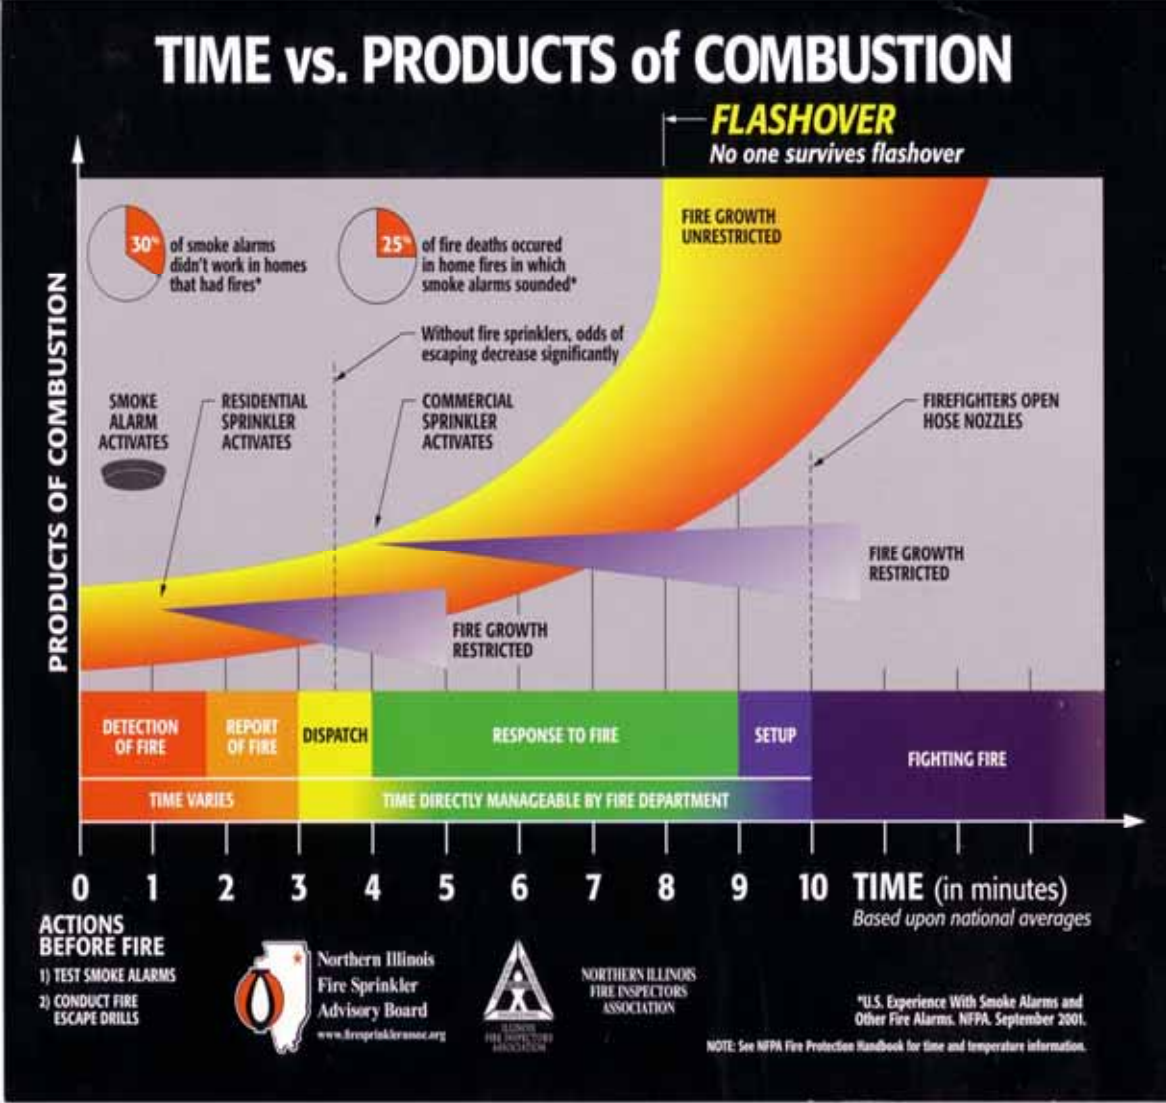 TIME vs. PRODUCTS of COMBUSTION
FLASHOVER
No one survives flashover
PRODUCTS OF COMBUSTION
30%
of smoke alarms
didn't work in homes
that had fires*
25%
of fire deaths occured
in home fires in which
smoke alarms sounded*
FIRE GROWTH
UNRESTRICTED
Without fire sprinklers, odds of
escaping decrease significantly
SMOKE
ALARM
ACTIVATES
RESIDENTIAL
SPRINKLER
ACTIVATES
COMMERCIAL
SPRINKLER
ACTIVATES
FIREFIGHTERS OPEN
HOSE NOZZLES
FIRE GROWTH
RESTRICTED
FIRE GROWTH
RESTRICTED
DETECTION
OF FIRE
REPORT
OF FIRE
DISPATCH
RESPONSE TO FIRE
SETUP
FIGHTING FIRE
TIME VARIES
TIME DIRECTLY MANAGEABLE BY FIRE DEPARTMENT
0 1 2 3 4 5 6 7 8 9 10 TIME (in minutes)
Based upon national averages
ACTIONS
BEFORE FIRE
1) TEST SMOKE ALARMS
2) CONDUCT FIRE
ESCAPE DRILLS
Northern Illinois
Fire Sprinkler
Advisory Board
www.firesprinklerassoc.org
ILLINOIS
FIRE INSPECTORS
ASSOCIATION
NORTHERN ILLINOIS
FIRE INSPECTORS
ASSOCIATION
*U.S. Experience With Smoke Alarms and
Other Fire Alarms. NFPA. September 2001.
NOTE: See NFPA Fire Protection Handbook for time and temperature information.